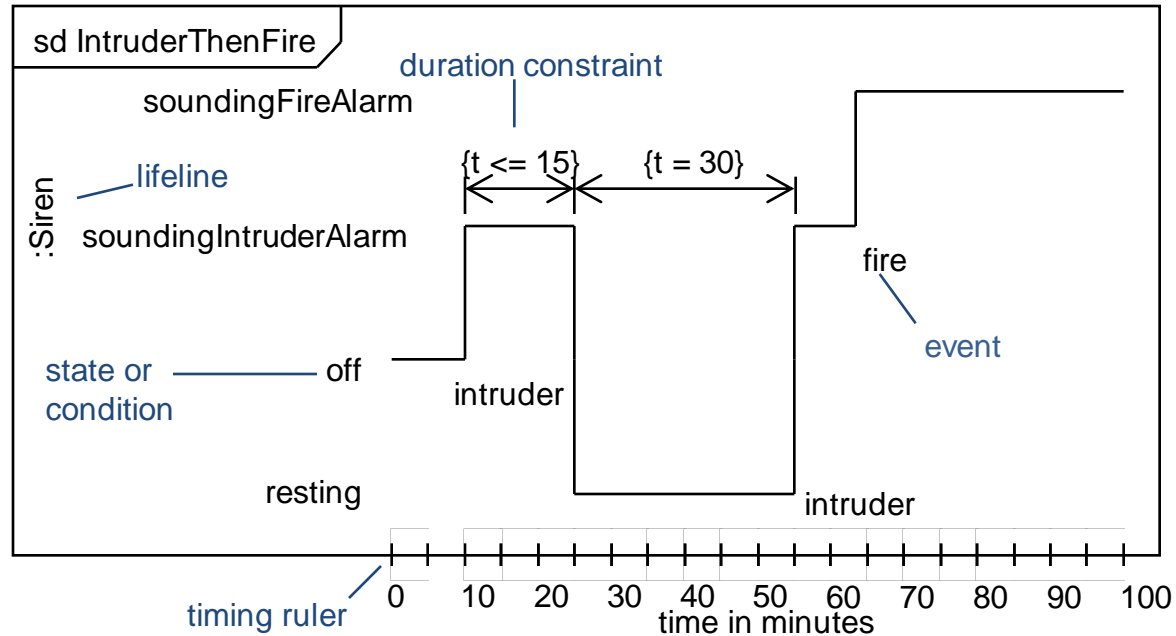 sd IntruderThenFire
duration constraint
soundingFireAlarm
{t <= 15}
{t = 30}
lifeline
:Siren
soundingIntruderAlarm
fire
event
state or
condition
off
intruder
resting
intruder
timing ruler
0 10 20 30 40 50 60 70 80 90 100
time in minutes